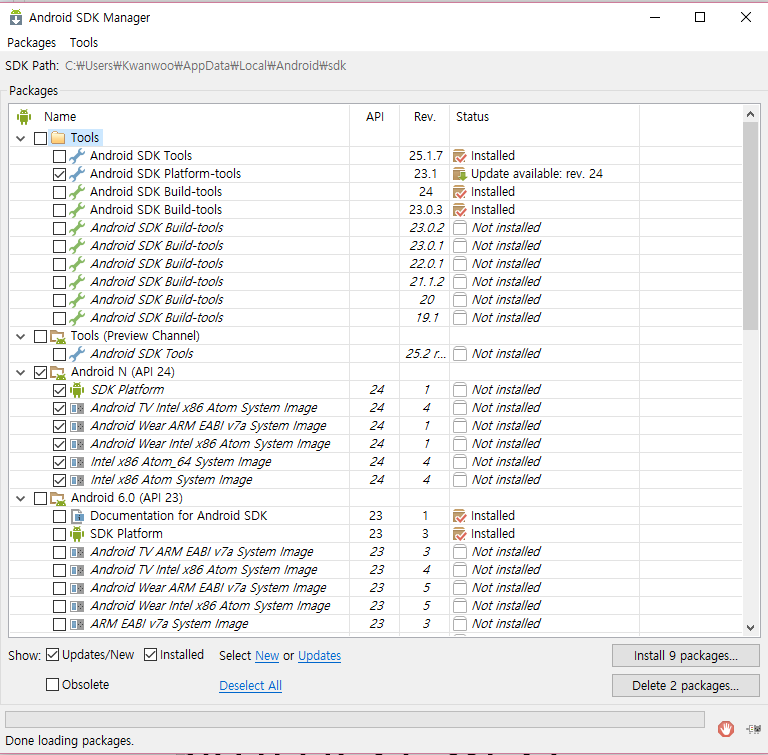 Android SDK Manager
Packages Tools
SDK Path: C:₩Users₩Kwanwoo₩AppData₩Local₩Android₩sdk
Packages
Name API Rev. Status
Tools
Android SDK Tools 25.1.7 Installed
Android SDK Platform-tools 23.1 Update available: rev. 24
Android SDK Build-tools 24 Installed
Android SDK Build-tools 23.0.3 Installed
Android SDK Build-tools 23.0.2 Not installed
Android SDK Build-tools 23.0.1 Not installed
Android SDK Build-tools 22.0.1 Not installed
Android SDK Build-tools 21.1.2 Not installed
Android SDK Build-tools 20 Not installed
Android SDK Build-tools 19.1 Not installed
Tools (Preview Channel)
Android SDK Tools 25.2 r... Not installed
Android N (API 24)
SDK Platform 24 1 Not installed
Android TV Intel x86 Atom System Image 24 4 Not installed
Android Wear ARM EABI v7a System Image 24 1 Not installed
Android Wear Intel x86 Atom System Image 24 1 Not installed
Intel x86 Atom_64 System Image 24 4 Not installed
Intel x86 Atom System Image 24 4 Not installed
Android 6.0 (API 23)
Documentation for Android SDK 23 1 Installed
SDK Platform 23 3 Installed
Android TV ARM EABI v7a System Image 23 3 Not installed
Android TV Intel x86 Atom System Image 23 4 Not installed
Android Wear ARM EABI v7a System Image 23 5 Not installed
Android Wear Intel x86 Atom System Image 23 5 Not installed
ARM EABI v7a System Image 23 3 Not installed
Show: Updates/New Installed Select New or Updates Install 9 packages...
Obsolete Deselect All Delete 2 packages...
Done loading packages.